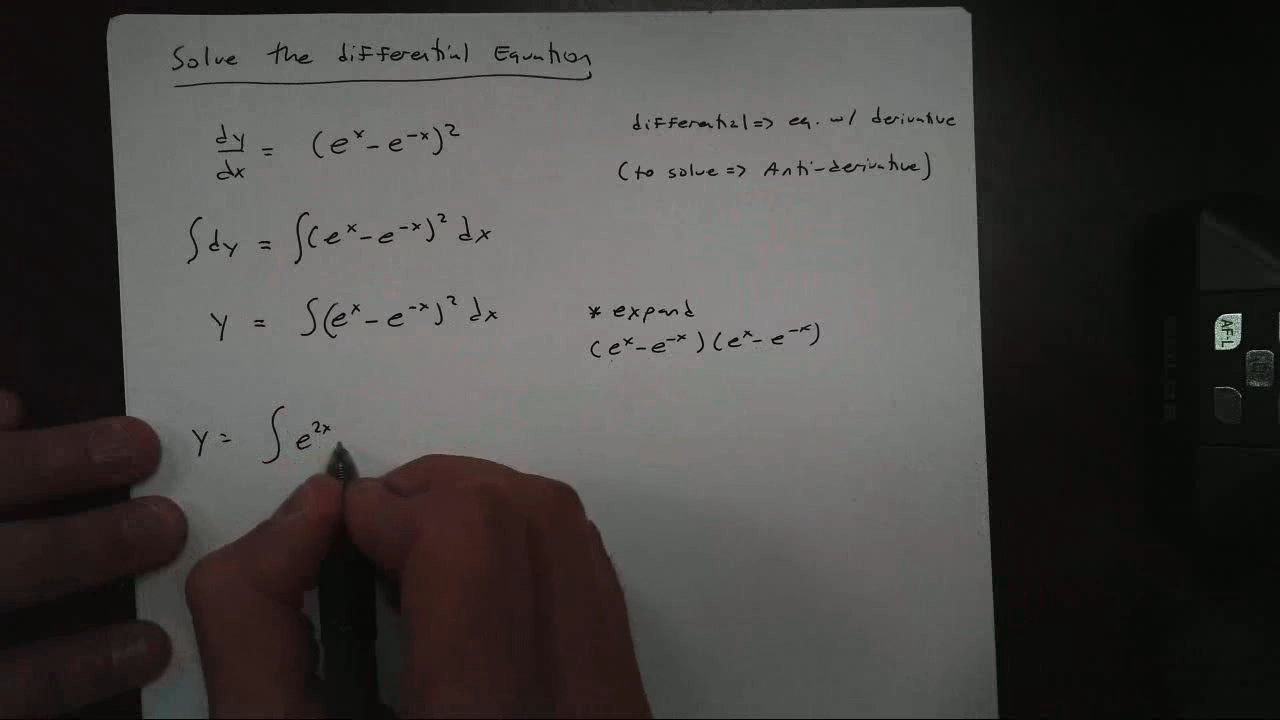 Solve the differential Equation
dy/dx = (e^x - e^-x)^2
differential => eq. w/ derivative
(to solve => Anti-derivative)
∫dy = ∫(e^x - e^-x)^2 dx
y = ∫(e^x - e^-x)^2 dx
* expand
(e^x - e^-x)(e^x - e^-x)
y = ∫ e^2x
AF-L